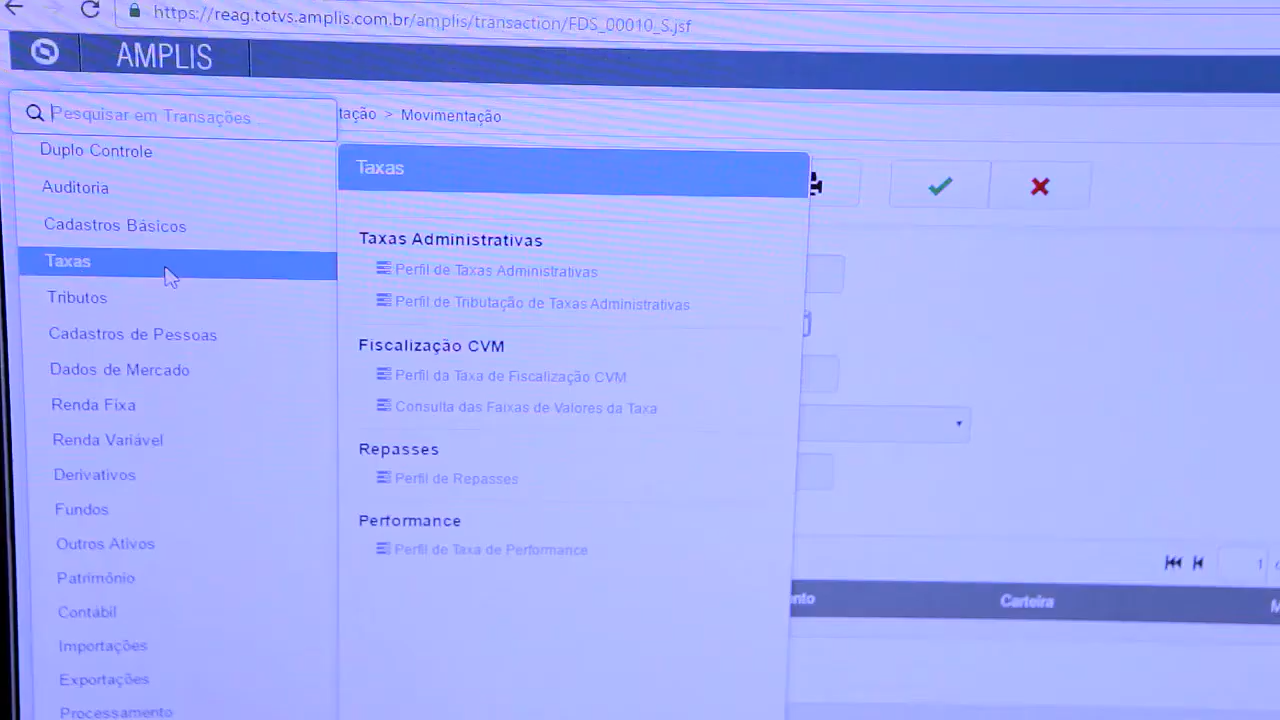 https://reag.totvs.amplis.com.br/amplis/transaction/FDS_00010_S.jsf
AMPLIS
Pesquisar em Transações ...
tação > Movimentação
Duplo Controle
Auditoria
Cadastros Básicos
Taxas
Tributos
Cadastros de Pessoas
Dados de Mercado
Renda Fixa
Renda Variável
Derivativos
Fundos
Outros Ativos
Patrimônio
Contábil
Importações
Exportações
Processamento
Taxas
Taxas Administrativas
Perfil de Taxas Administrativas
Perfil de Tributação de Taxas Administrativas
Fiscalização CVM
Perfil da Taxa de Fiscalização CVM
Consulta das Faixas de Valores da Taxa
Repasses
Perfil de Repasses
Performance
Perfil de Taxa de Performance
1
nto Carteira M